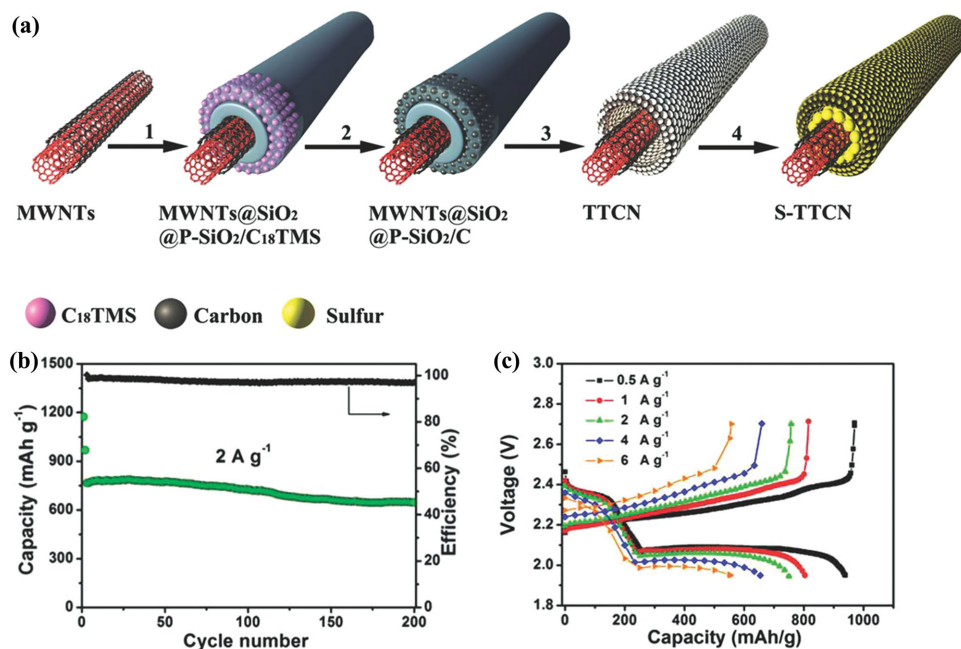 (a)
1
2
3
4
MWNTs
MWNTs@SiO₂
@P-SiO₂/C₁₈TMS
MWNTs@SiO₂
@P-SiO₂/C
TTCN
S-TTCN
C₁₈TMS
Carbon
Sulfur
(b)
1500
1200
900
600
300
0
Capacity (mAh g⁻¹)
2 A g⁻¹
100
80
60
40
20
0
Efficiency (%)
0
50
100
150
200
Cycle number
(c)
3.0
2.8
2.6
2.4
2.2
2.0
1.8
Voltage (V)
0.5 A g⁻¹
1 A g⁻¹
2 A g⁻¹
4 A g⁻¹
6 A g⁻¹
0
200
400
600
800
1000
Capacity (mAh/g)